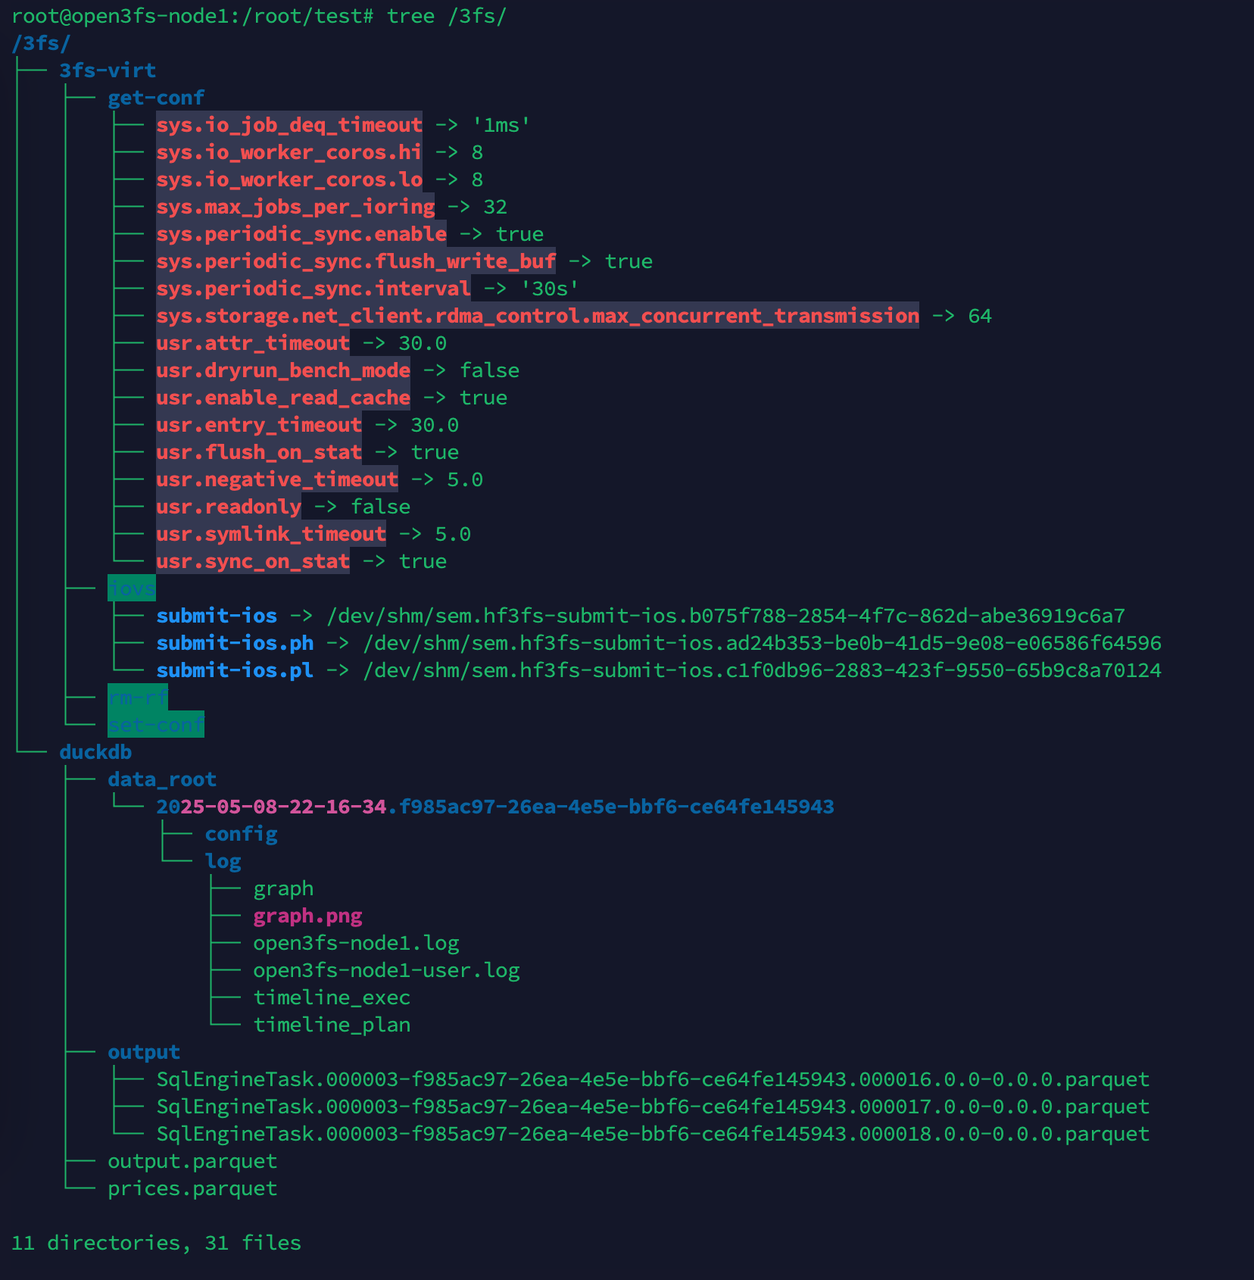 root@open3fs-node1:/root/test# tree /3fs/
/3fs/
├── 3fs-virt
│   ├── get-conf
│   │   ├── sys.io_job_deq_timeout -> '1ms'
│   │   ├── sys.io_worker_coros.hi -> 8
│   │   ├── sys.io_worker_coros.lo -> 8
│   │   ├── sys.max_jobs_per_ioring -> 32
│   │   ├── sys.periodic_sync.enable -> true
│   │   ├── sys.periodic_sync.flush_write_buf -> true
│   │   ├── sys.periodic_sync.interval -> '30s'
│   │   ├── sys.storage.net_client.rdma_control.max_concurrent_transmission -> 64
│   │   ├── usr.attr_timeout -> 30.0
│   │   ├── usr.dryrun_bench_mode -> false
│   │   ├── usr.enable_read_cache -> true
│   │   ├── usr.entry_timeout -> 30.0
│   │   ├── usr.flush_on_stat -> true
│   │   ├── usr.negative_timeout -> 5.0
│   │   ├── usr.readonly -> false
│   │   ├── usr.symlink_timeout -> 5.0
│   │   └── usr.sync_on_stat -> true
│   ├── iovs
│   │   ├── submit-ios -> /dev/shm/sem.hf3fs-submit-ios.b075f788-2854-4f7c-862d-abe36919c6a7
│   │   ├── submit-ios.ph -> /dev/shm/sem.hf3fs-submit-ios.ad24b353-be0b-41d5-9e08-e06586f64596
│   │   └── submit-ios.pl -> /dev/shm/sem.hf3fs-submit-ios.c1f0db96-2883-423f-9550-65b9c8a70124
│   ├── rm-rf
│   └── set-conf
└── duckdb
    ├── data_root
    │   └── 2025-05-08-22-16-34.f985ac97-26ea-4e5e-bbf6-ce64fe145943
    │       ├── config
    │       └── log
    │           ├── graph
    │           ├── graph.png
    │           ├── open3fs-node1.log
    │           ├── open3fs-node1-user.log
    │           ├── timeline_exec
    │           └── timeline_plan
    ├── output
    │   ├── SqlEngineTask.000003-f985ac97-26ea-4e5e-bbf6-ce64fe145943.000016.0.0-0.0.0.parquet
    │   ├── SqlEngineTask.000003-f985ac97-26ea-4e5e-bbf6-ce64fe145943.000017.0.0-0.0.0.parquet
    │   └── SqlEngineTask.000003-f985ac97-26ea-4e5e-bbf6-ce64fe145943.000018.0.0-0.0.0.parquet
    ├── output.parquet
    └── prices.parquet
11 directories, 31 files